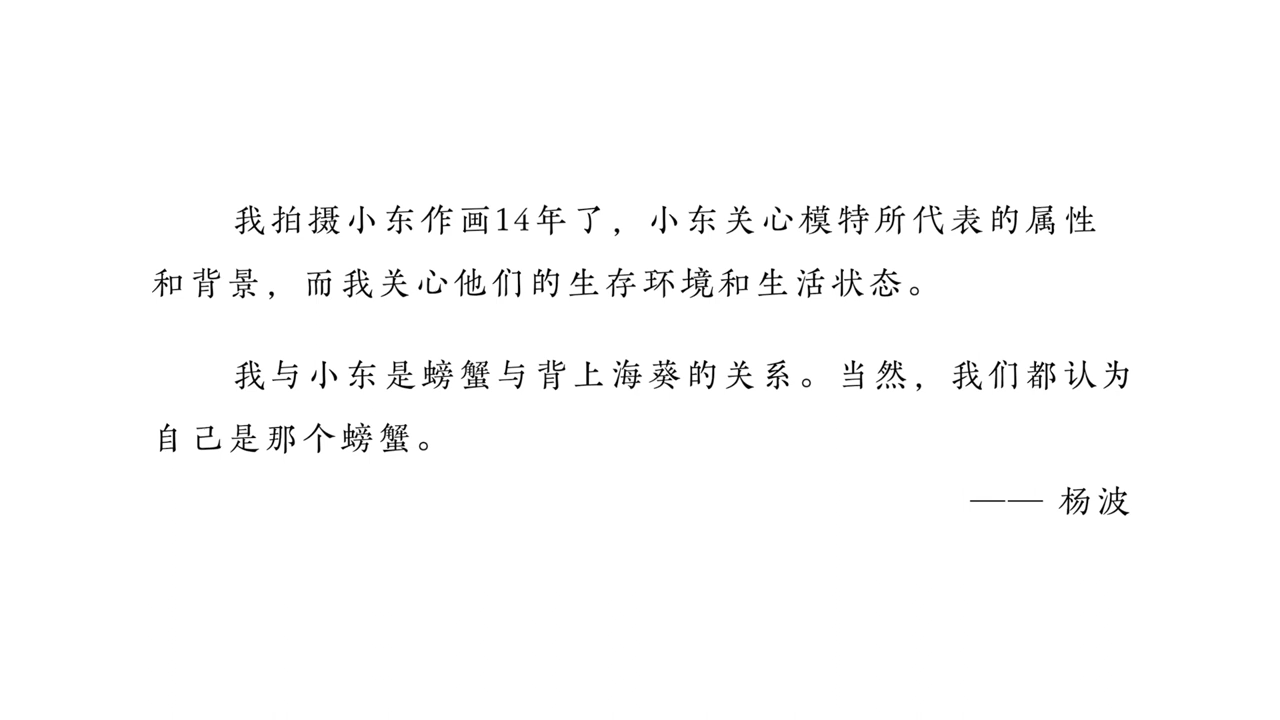 我拍摄小东作画14年了，小东关心模特所代表的属性
和背景，而我关心他们的生存环境和生活状态。
我与小东是螃蟹与背上海葵的关系。当然，我们都认为
自己是那个螃蟹。
—— 杨波